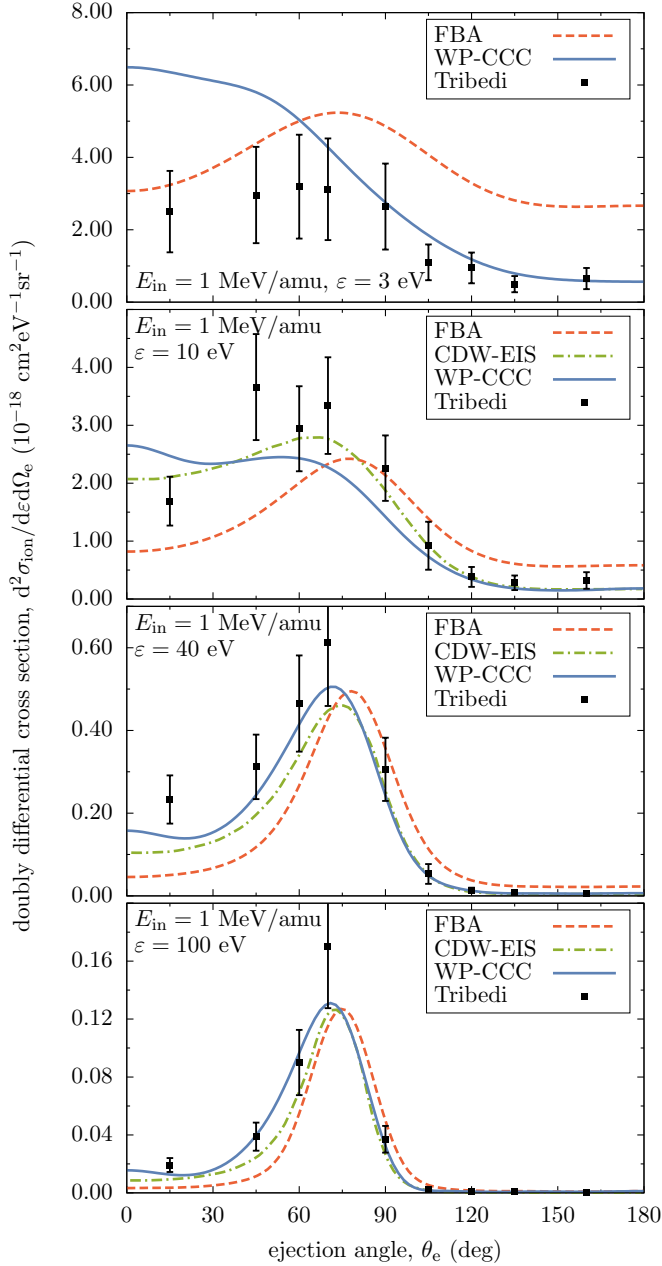 doubly differential cross section, d²σ_ion/dεdΩ_e (10⁻¹⁸ cm²eV⁻¹sr⁻¹)
8.00
6.00
4.00
2.00
0.00
FBA
WP-CCC
Tribedi
E_in = 1 MeV/amu, ε = 3 eV
4.00
3.00
2.00
1.00
0.00
E_in = 1 MeV/amu
ε = 10 eV
FBA
CDW-EIS
WP-CCC
Tribedi
0.60
0.40
0.20
0.00
E_in = 1 MeV/amu
ε = 40 eV
FBA
CDW-EIS
WP-CCC
Tribedi
0.16
0.12
0.08
0.04
0.00
E_in = 1 MeV/amu
ε = 100 eV
FBA
CDW-EIS
WP-CCC
Tribedi
0 30 60 90 120 150 180
ejection angle, θ_e (deg)